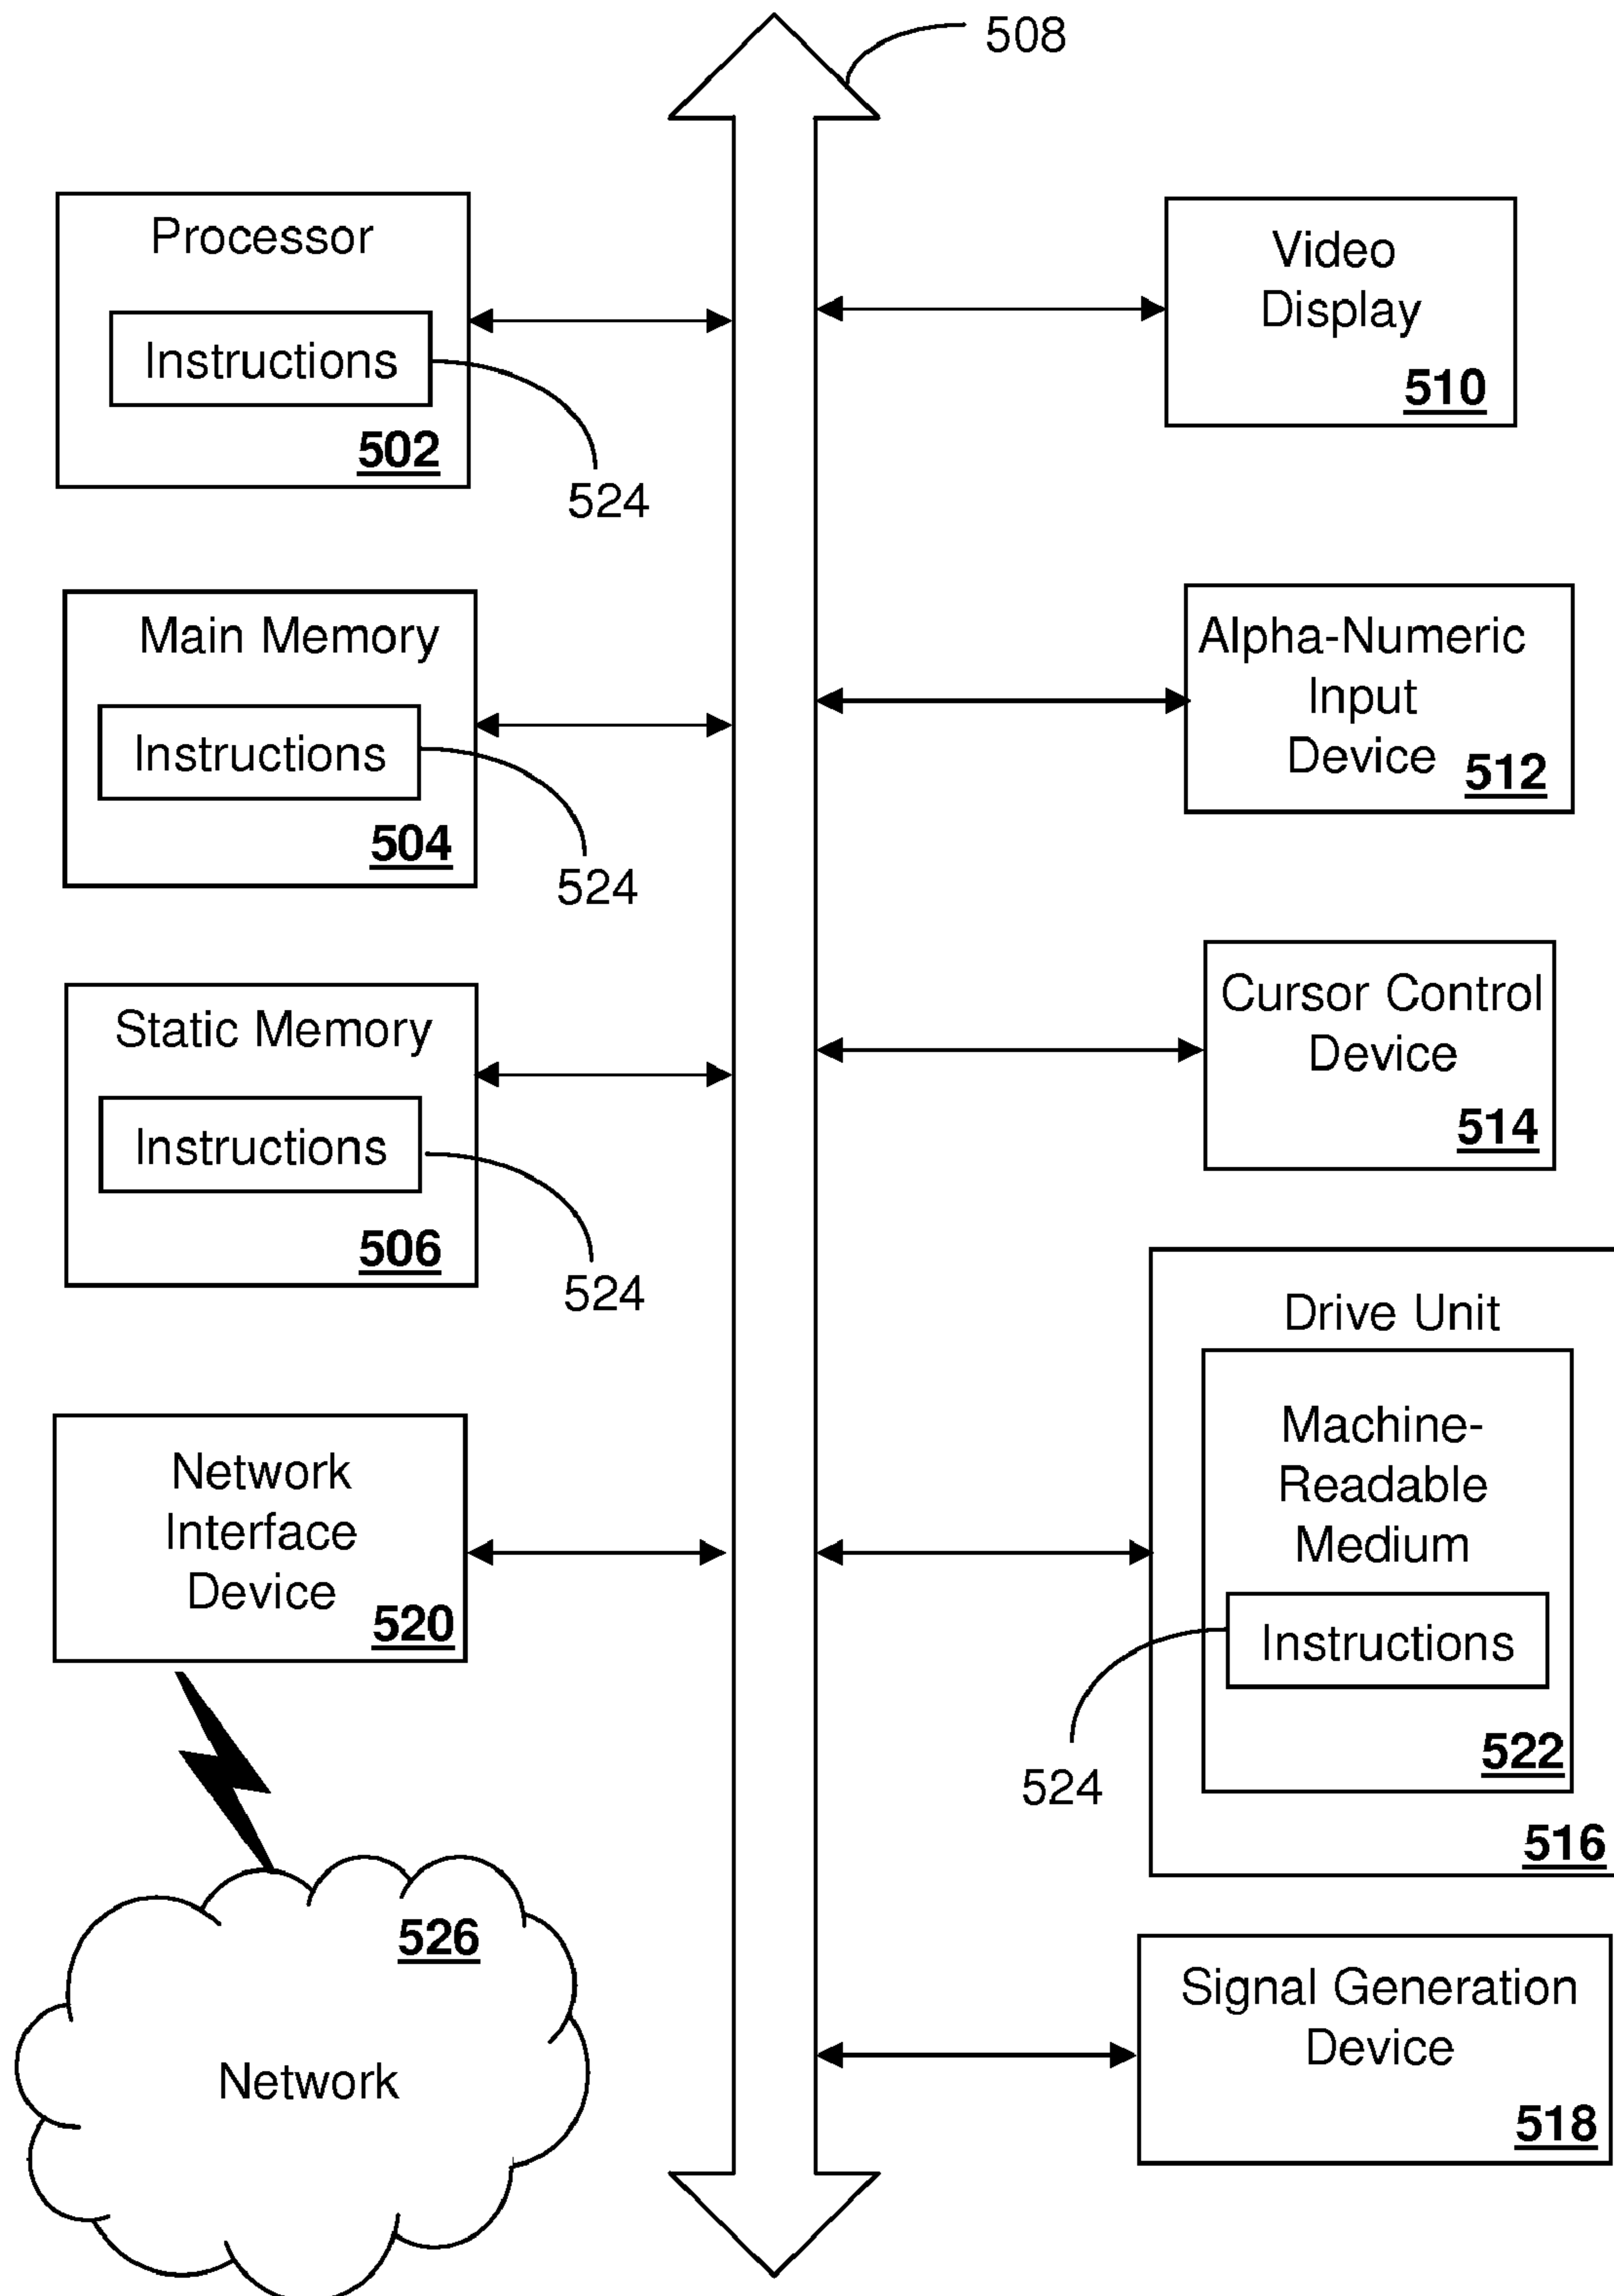 508
Processor
Instructions
502
524
Main Memory
Instructions
504
524
Static Memory
Instructions
506
524
Network
Interface
Device
520
526
Network
Video
Display
510
Alpha-Numeric
Input
Device
512
Cursor Control
Device
514
Drive Unit
Machine-
Readable
Medium
Instructions
522
524
516
Signal Generation
Device
518